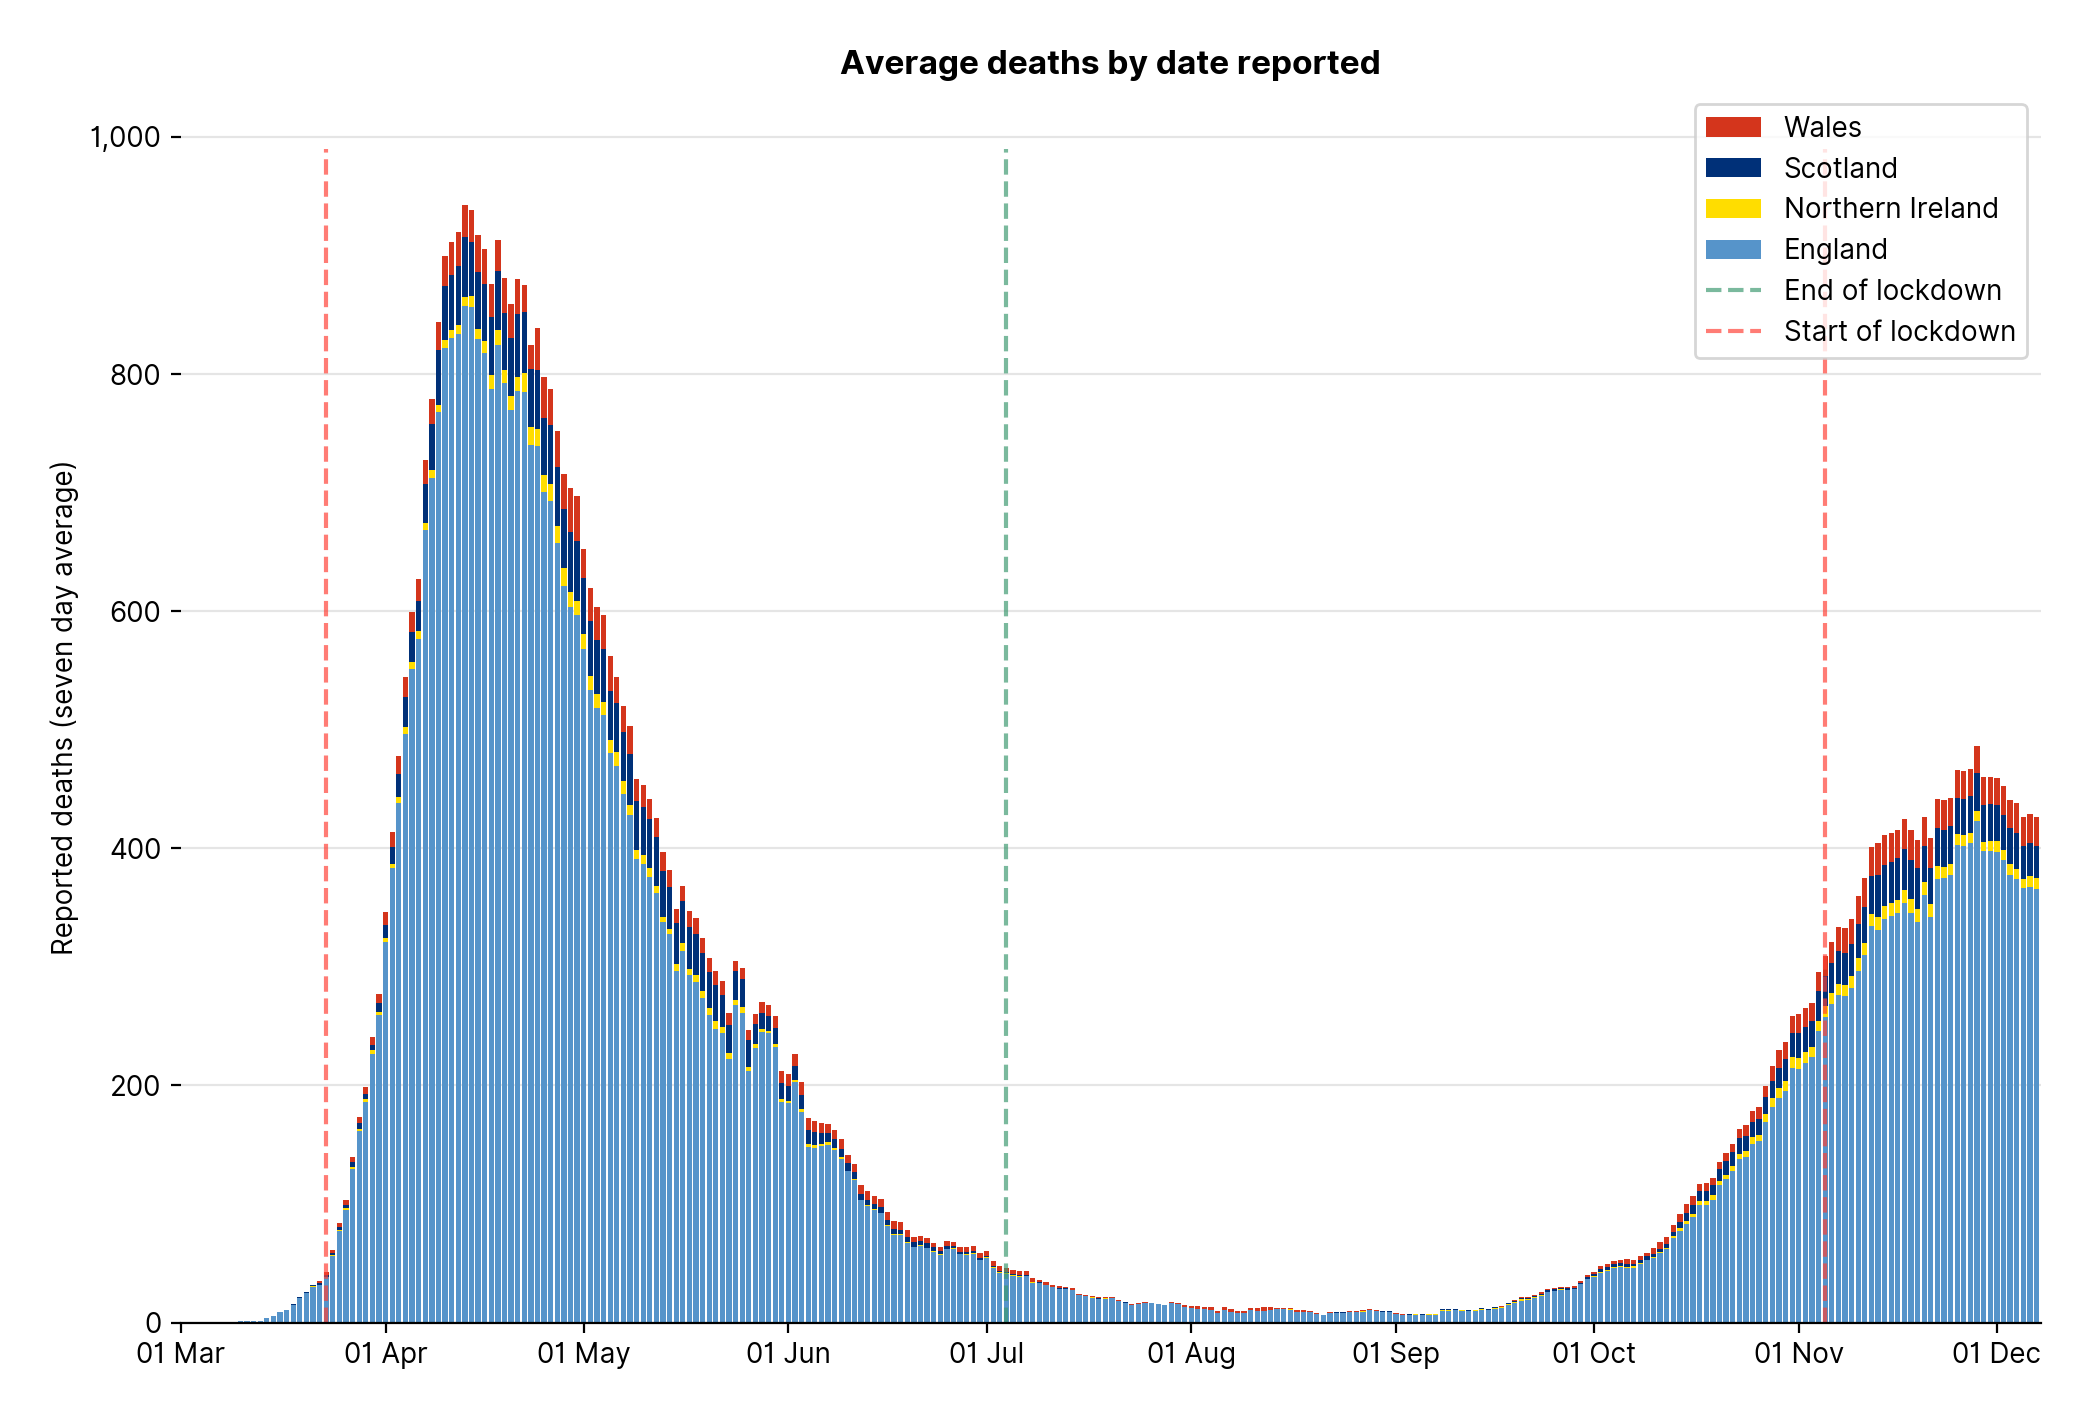 Average deaths by date reported
Wales
Scotland
Northern Ireland
England
End of lockdown
Start of lockdown
Reported deaths (seven day average)
1,000
800
600
400
200
0
01 Mar
01 Apr
01 May
01 Jun
01 Jul
01 Aug
01 Sep
01 Oct
01 Nov
01 Dec